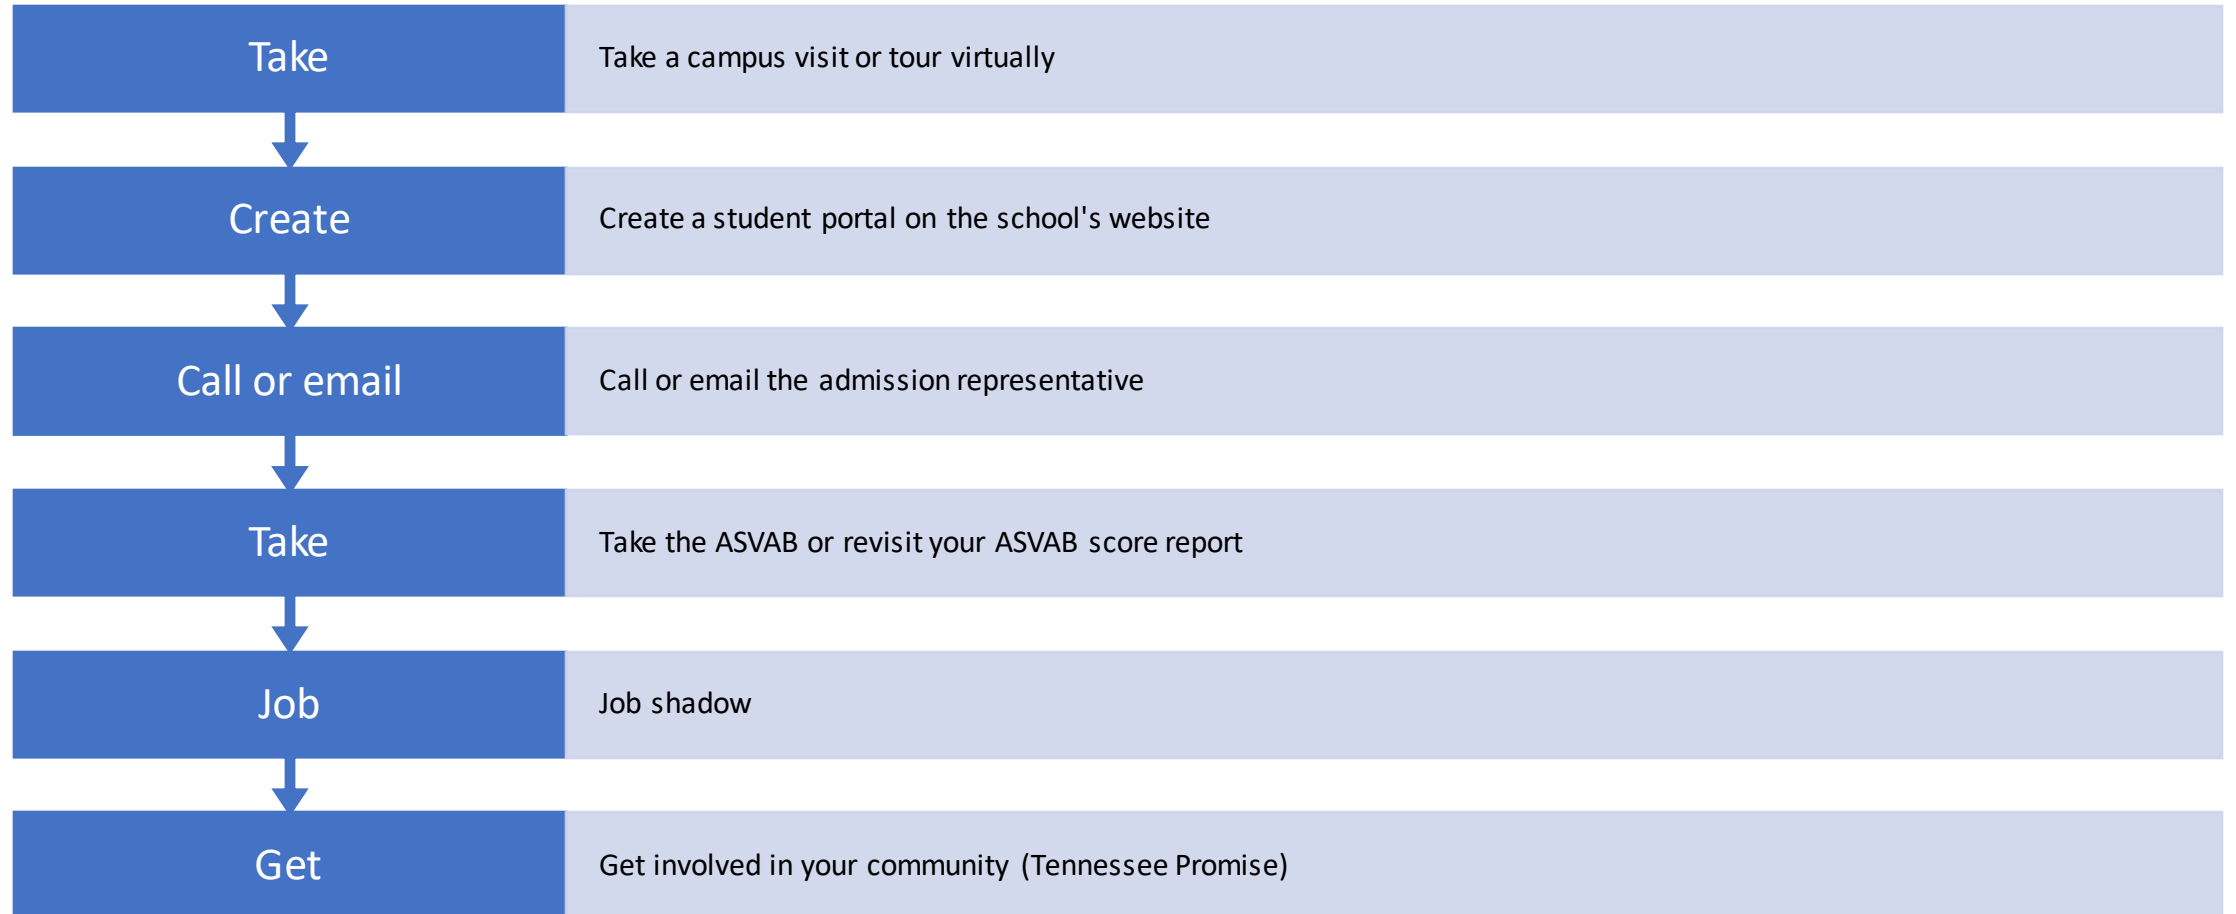 Take
Take a campus visit or tour virtually
Create
Create a student portal on the school's website
Call or email
Call or email the admission representative
Take
Take the ASVAB or revisit your ASVAB score report
Job
Job shadow
Get
Get involved in your community (Tennessee Promise)